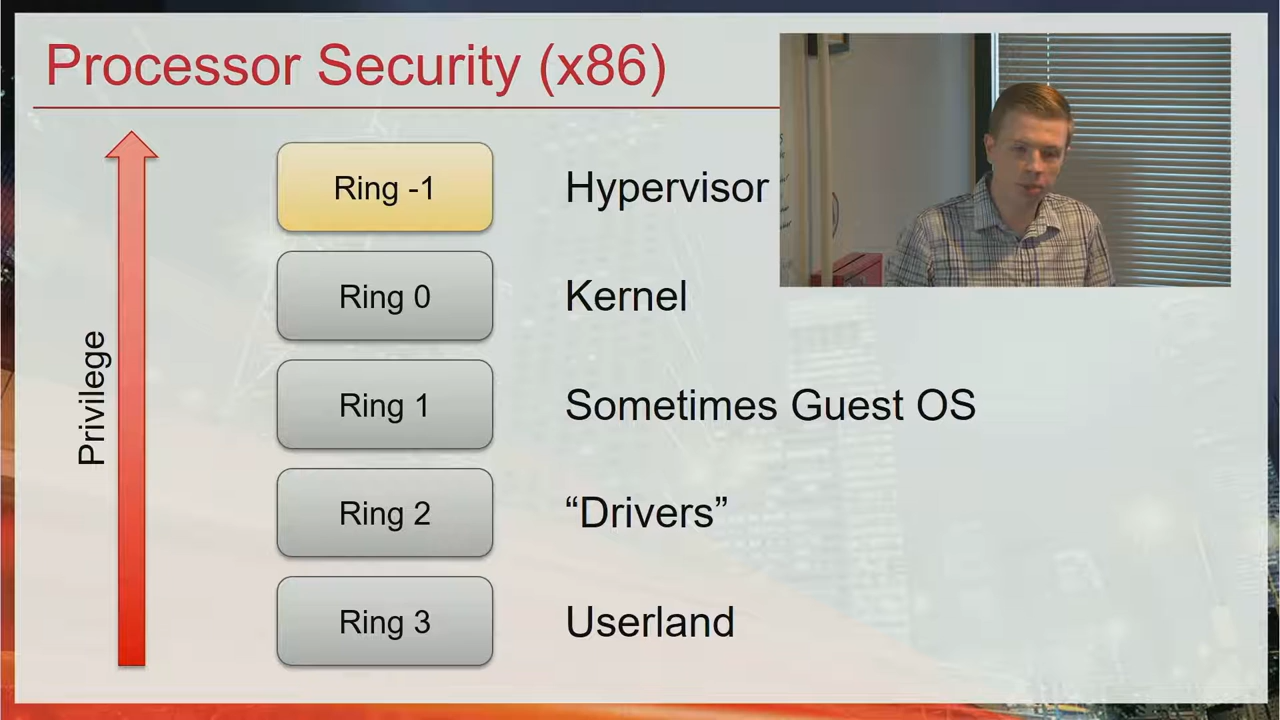 Processor Security (x86)
Privilege
Ring -1
Hypervisor
Ring 0
Kernel
Ring 1
Sometimes Guest OS
Ring 2
“Drivers”
Ring 3
Userland